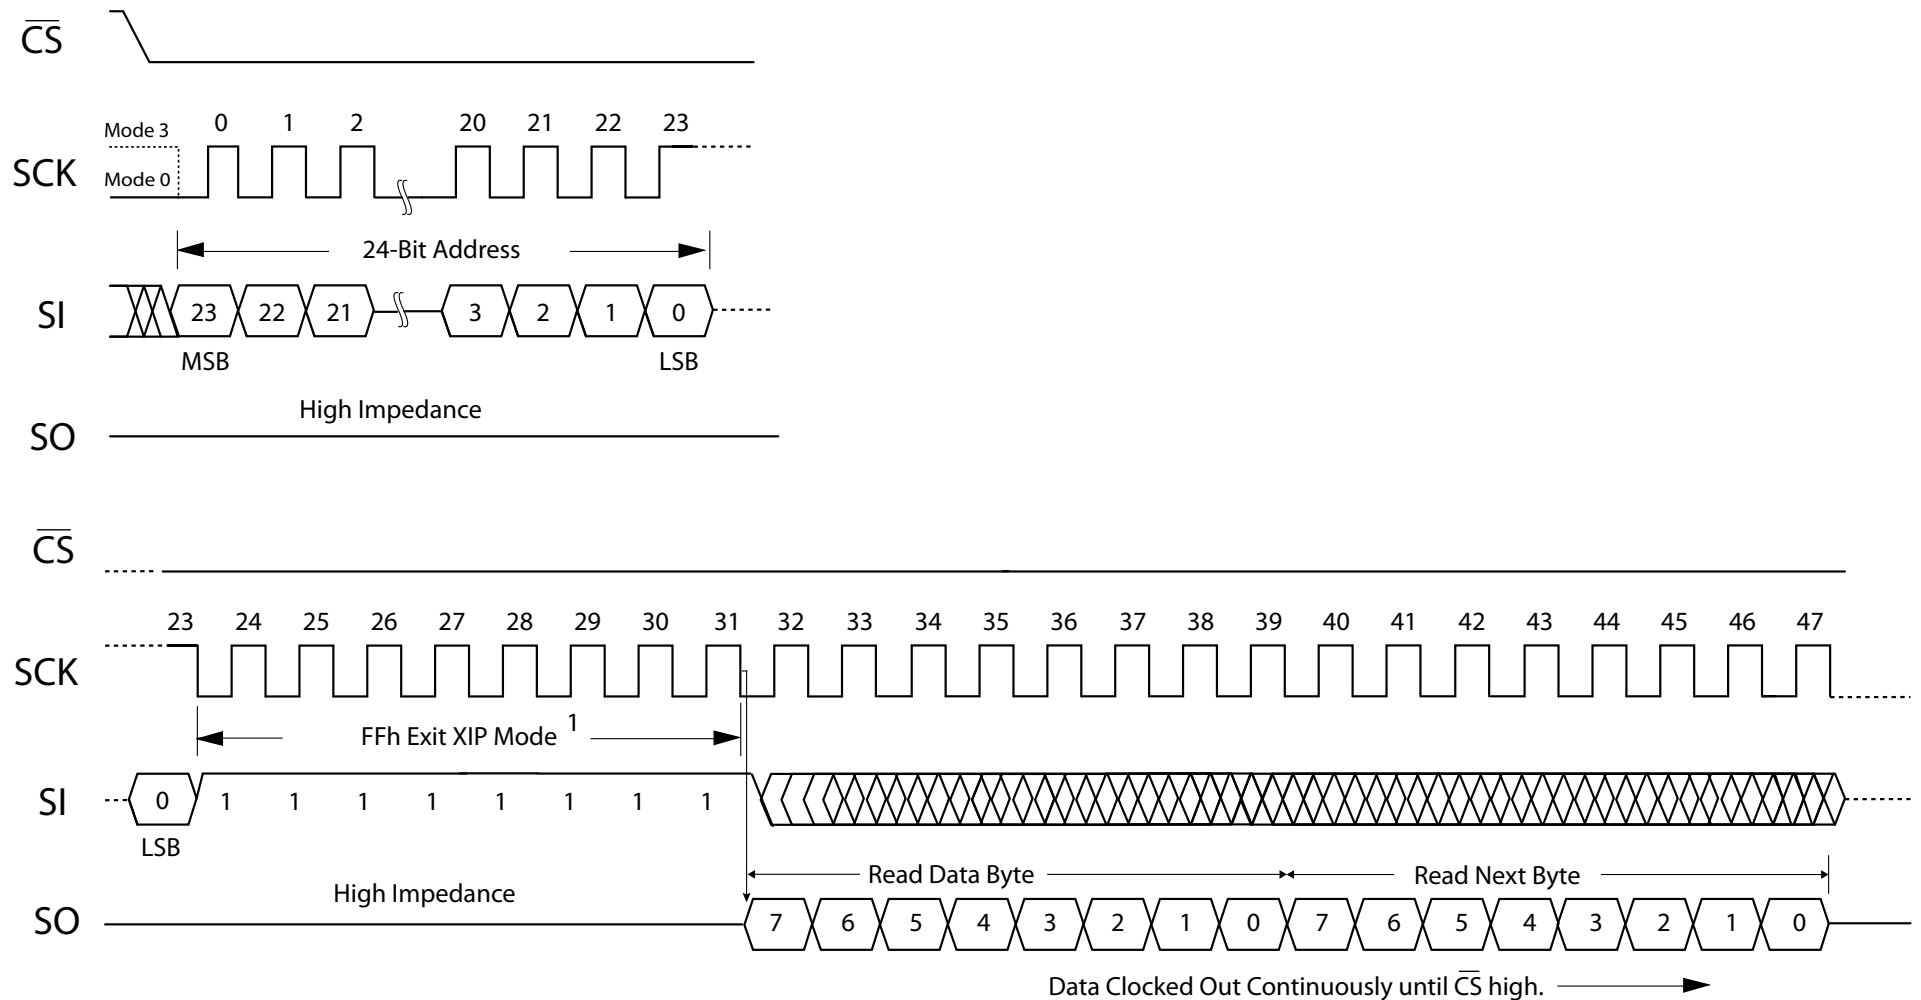 C̅S̅
Mode 3 0 1 2 20 21 22 23
SCK Mode 0
24-Bit Address
SI 23 22 21 3 2 1 0
MSB LSB
High Impedance
SO
C̅S̅
23 24 25 26 27 28 29 30 31 32 33 34 35 36 37 38 39 40 41 42 43 44 45 46 47
SCK
FFh Exit XIP Mode 1
SI 0 1 1 1 1 1 1 1 1
LSB
Read Data Byte Read Next Byte
High Impedance
SO 7 6 5 4 3 2 1 0 7 6 5 4 3 2 1 0
Data Clocked Out Continuously until C̅S̅ high.